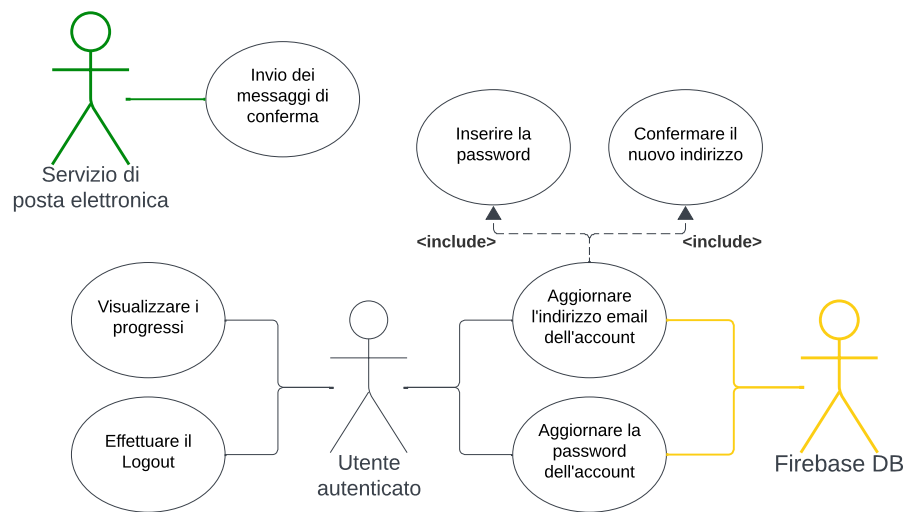 Invio dei
messaggi di
conferma
Servizio di
posta elettronica
Inserire la
password
Confermare il
nuovo indirizzo
<include>
<include>
Visualizzare i
progressi
Effettuare il
Logout
Utente
autenticato
Aggiornare
l'indirizzo email
dell'account
Aggiornare la
password
dell'account
Firebase DB